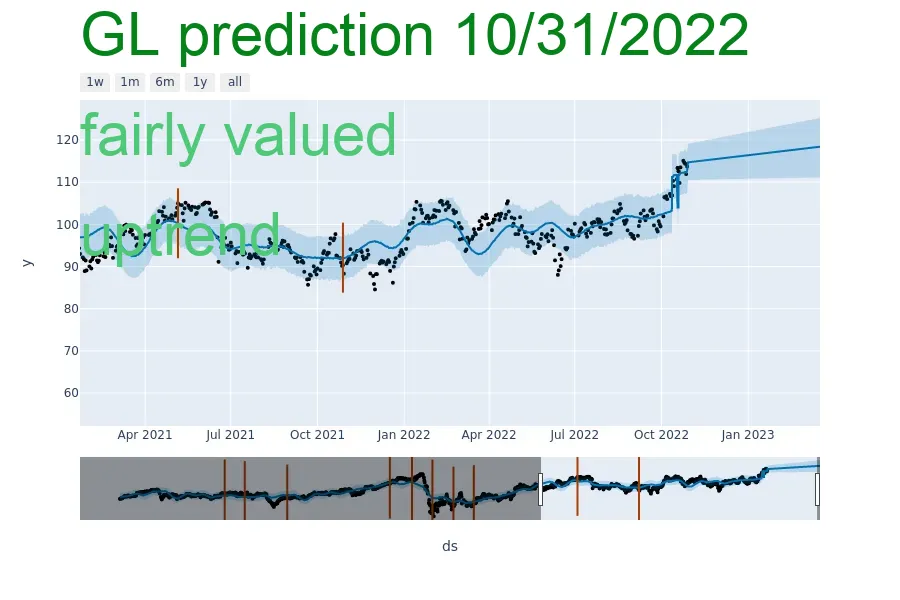 GL prediction 10/31/2022
1w 1m 6m 1y all
fairly valued
uptrend
120
110
100
90
80
70
60
y
Apr 2021 Jul 2021 Oct 2021 Jan 2022 Apr 2022 Jul 2022 Oct 2022 Jan 2023
ds